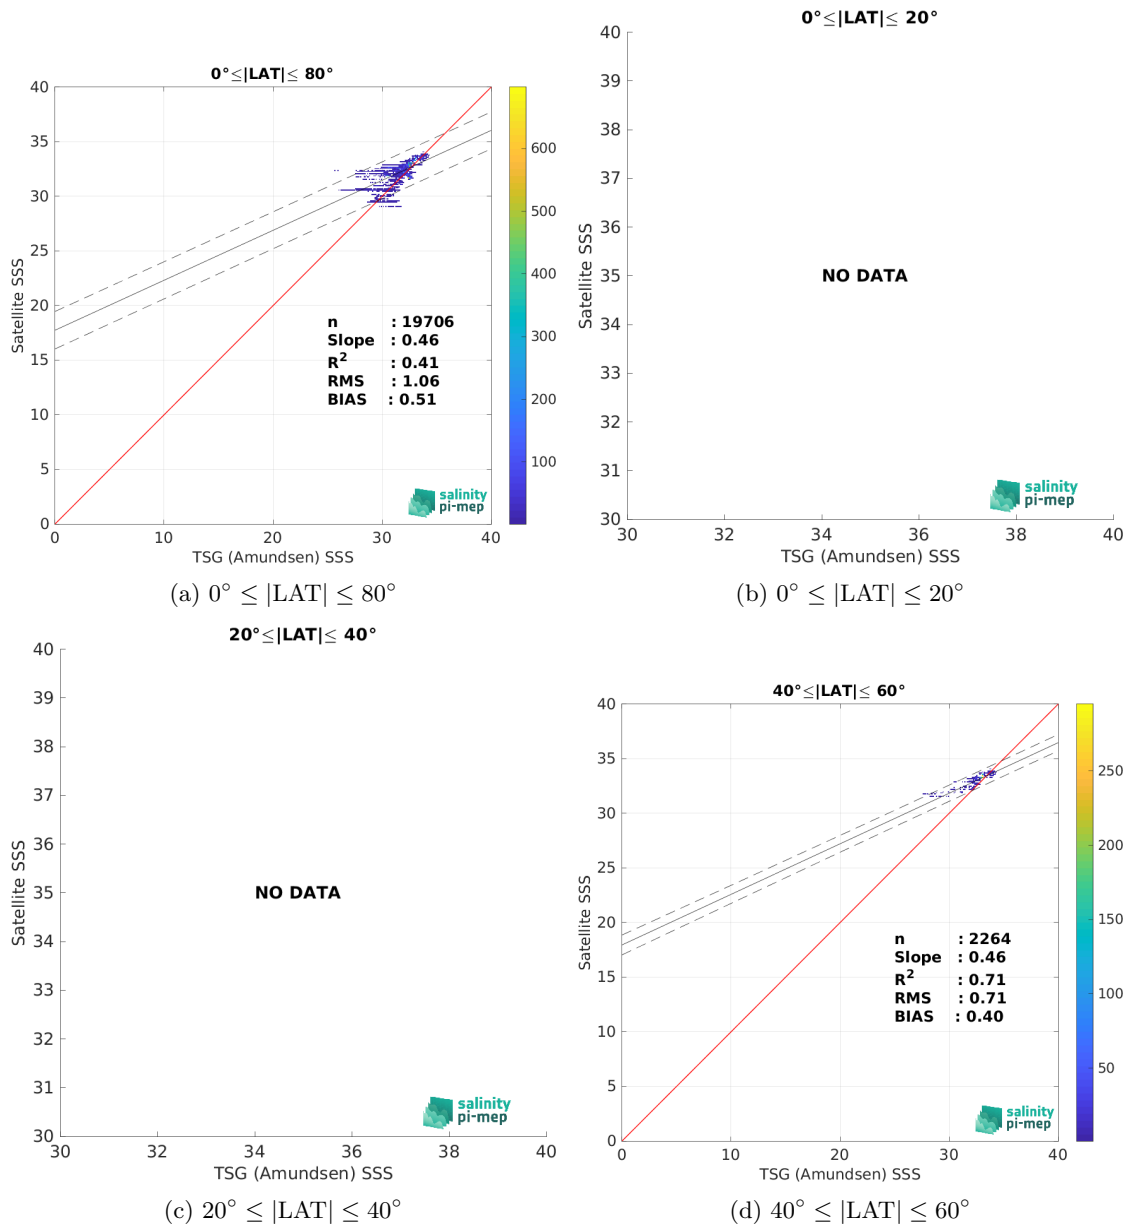 0°≤|LAT|≤ 80°
40
35
30
25
20
15
10
5
0
Satellite SSS
n : 19706
Slope : 0.46
R² : 0.41
RMS : 1.06
BIAS : 0.51
salinity
pi-mep
0 10 20 30 40
TSG (Amundsen) SSS
600
500
400
300
200
100
(a) 0° ≤ |LAT| ≤ 80°
0°≤|LAT|≤ 20°
40
39
38
37
36
35
34
33
32
31
30
Satellite SSS
NO DATA
salinity
pi-mep
30 32 34 36 38 40
TSG (Amundsen) SSS
(b) 0° ≤ |LAT| ≤ 20°
20°≤|LAT|≤ 40°
40
39
38
37
36
35
34
33
32
31
30
Satellite SSS
NO DATA
salinity
pi-mep
30 32 34 36 38 40
TSG (Amundsen) SSS
(c) 20° ≤ |LAT| ≤ 40°
40°≤|LAT|≤ 60°
40
35
30
25
20
15
10
5
0
Satellite SSS
n : 2264
Slope : 0.46
R² : 0.71
RMS : 0.71
BIAS : 0.40
salinity
pi-mep
0 10 20 30 40
TSG (Amundsen) SSS
250
200
150
100
50
(d) 40° ≤ |LAT| ≤ 60°